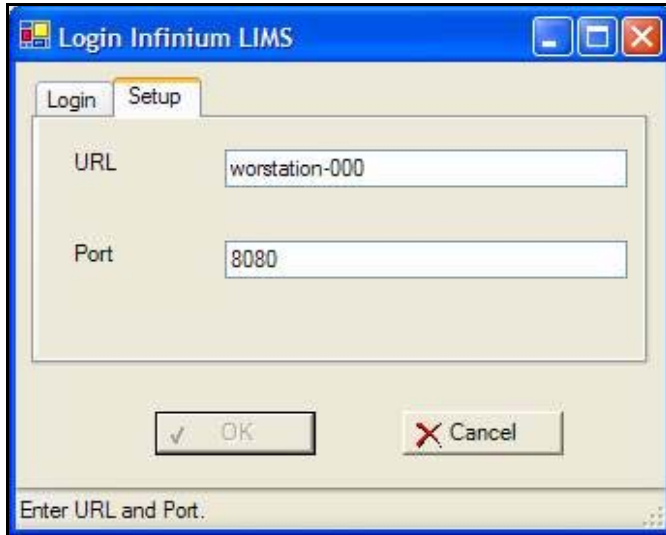 Login Infinium LIMS
Login Setup
URL worstation-000
Port 8080
OK Cancel
Enter URL and Port.